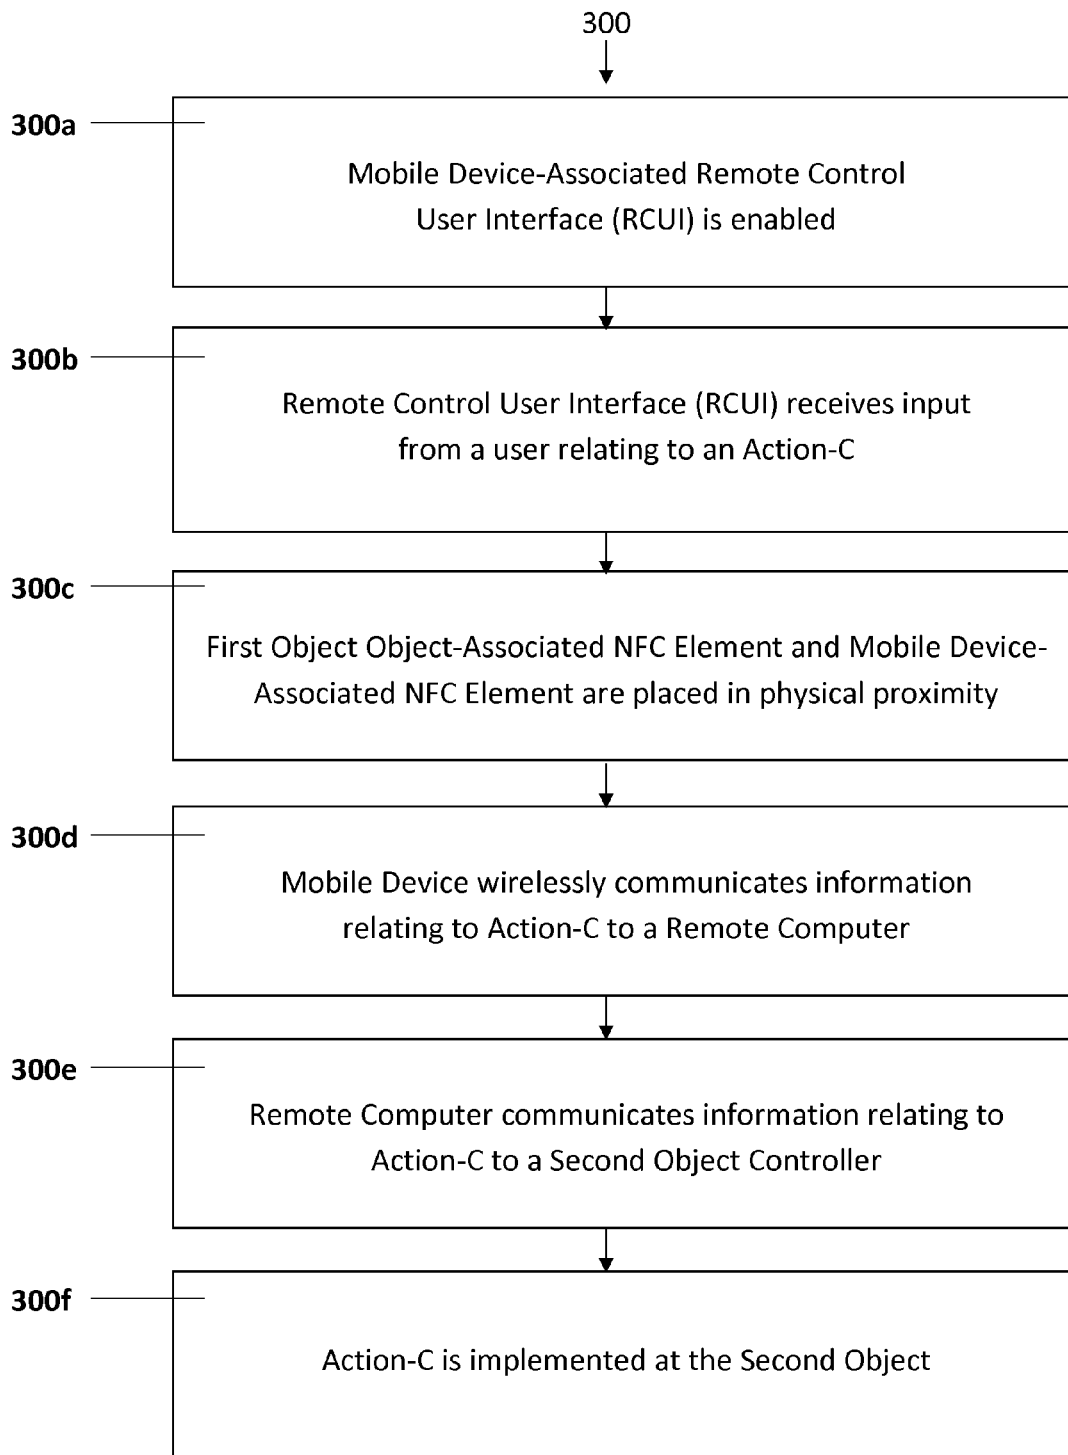 300
300a
Mobile Device-Associated Remote Control
User Interface (RCUI) is enabled
300b
Remote Control User Interface (RCUI) receives input
from a user relating to an Action-C
300c
First Object Object-Associated NFC Element and Mobile Device-
Associated NFC Element are placed in physical proximity
300d
Mobile Device wirelessly communicates information
relating to Action-C to a Remote Computer
300e
Remote Computer communicates information relating to
Action-C to a Second Object Controller
300f
Action-C is implemented at the Second Object